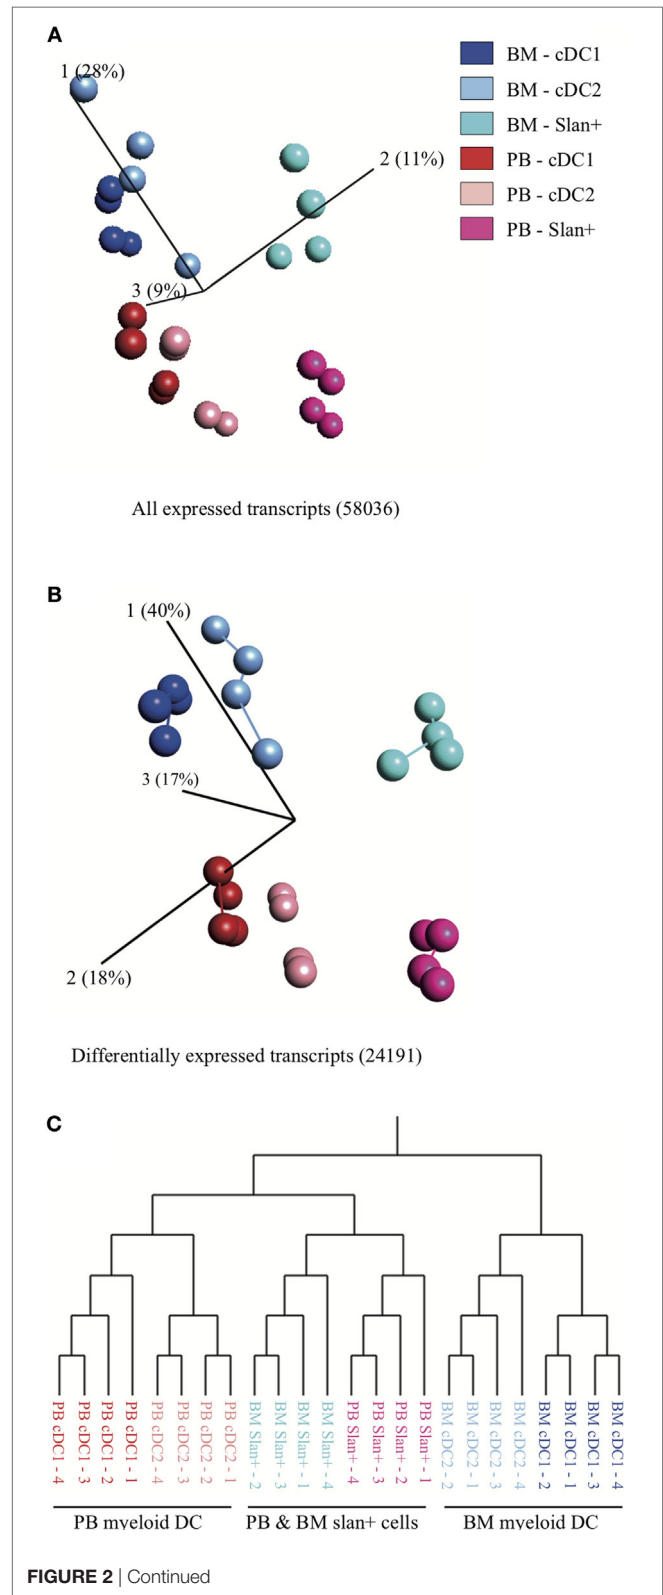 A
1 (28%)
2 (11%)
3 (9%)
BM - cDC1
BM - cDC2
BM - Slan+
PB - cDC1
PB - cDC2
PB - Slan+
All expressed transcripts (58036)
B
1 (40%)
3 (17%)
2 (18%)
Differentially expressed transcripts (24191)
C
PB cDC1 - 4
PB cDC1 - 3
PB cDC1 - 2
PB cDC1 - 1
PB cDC2 - 4
PB cDC2 - 3
PB cDC2 - 2
PB cDC2 - 1
BM Slan+ - 2
BM Slan+ - 3
BM Slan+ - 1
BM Slan+ - 4
PB Slan+ - 4
PB Slan+ - 3
PB Slan+ - 2
PB Slan+ - 1
BM cDC2 - 2
BM cDC2 - 1
BM cDC2 - 3
BM cDC2 - 4
BM cDC1 - 2
BM cDC1 - 1
BM cDC1 - 3
BM cDC1 - 4
PB myeloid DC
PB & BM slan+ cells
BM myeloid DC
FIGURE 2 | Continued